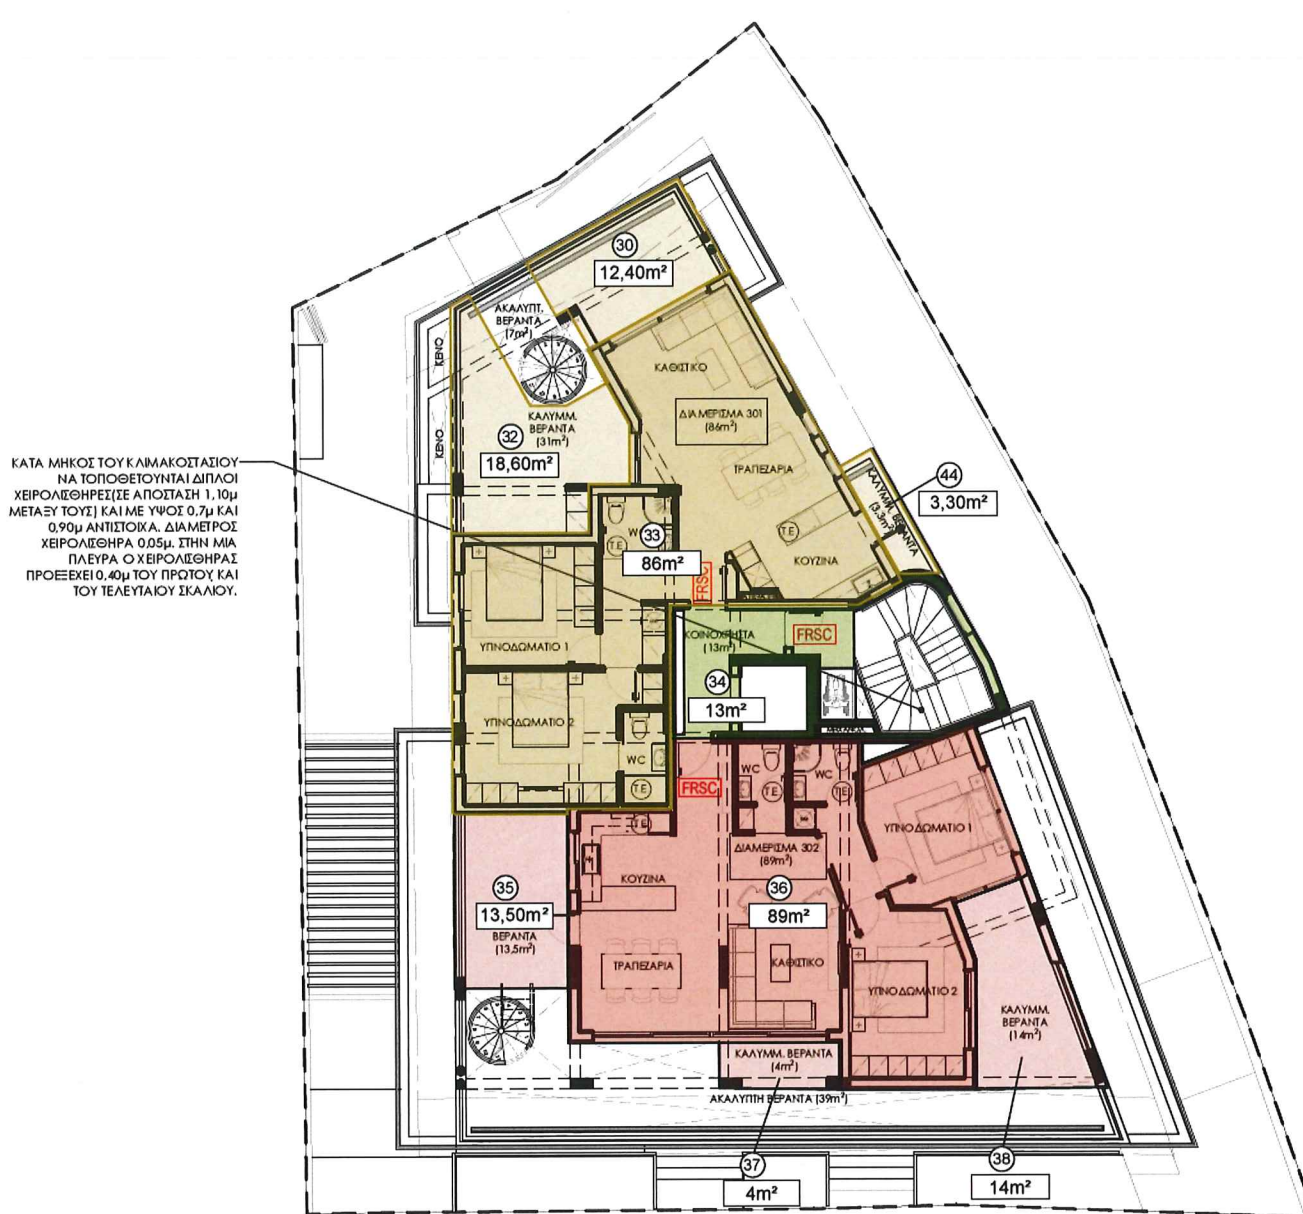 30
12,40m²
ΑΚΑΛΥΠΤ.
ΒΕΡΑΝΤΑ
(7m²)
ΚΕΝΟ
ΚΕΝΟ
ΚΑΘΙΣΤΙΚΟ
ΔΙΑΜΕΡΙΣΜΑ 301
(86m²)
ΚΑΛΥΜΜ.
ΒΕΡΑΝΤΑ
(31m²)
32
18,60m²
ΤΡΑΠΕΖΑΡΙΑ
44
3,30m²
ΚΑΛΥΜΜ. ΒΕΡΑΝΤΑ
(3.3m²)
ΚΑΤΑ ΜΗΚΟΣ ΤΟΥ ΚΛΙΜΑΚΟΣΤΑΣΙΟΥ
ΝΑ ΤΟΠΟΘΕΤΟΥΝΤΑΙ ΔΙΠΛΟΙ
ΧΕΙΡΟΛΙΣΘΗΡΕΣ(ΣΕ ΑΠΟΣΤΑΣΗ 1,10μ
ΜΕΤΑΞΥ ΤΟΥΣ) ΚΑΙ ΜΕ ΥΨΟΣ 0,7μ ΚΑΙ
0,90μ ΑΝΤΙΣΤΟΙΧΑ. ΔΙΑΜΕΤΡΟΣ
ΧΕΙΡΟΛΙΣΘΗΡΑ 0,05μ. ΣΤΗΝ ΜΙΑ
ΠΛΕΥΡΑ Ο ΧΕΙΡΟΛΙΣΘΗΡΑΣ
ΠΡΟΕΞΕΧΕΙ 0,40μ ΤΟΥ ΠΡΩΤΟΥ ΚΑΙ
ΤΟΥ ΤΕΛΕΥΤΑΙΟΥ ΣΚΑΛΙΟΥ.
W
T.E
33
86m²
T.E
ΚΟΥΖΙΝΑ
FRSC
ΥΠΝΟΔΩΜΑΤΙΟ 1
ΚΟΙΝΟΧΡΗΣΤΑ
(13m²)
FRSC
34
13m²
ΥΠΝΟΔΩΜΑΤΙΟ 2
WC
T.E
FRSC
WC
T.E
WC
T.E
ΥΠΝΟΔΩΜΑΤΙΟ 1
T.E
ΔΙΑΜΕΡΙΣΜΑ 302
(89m²)
ΚΟΥΖΙΝΑ
35
13,50m²
ΒΕΡΑΝΤΑ
(13,5m²)
36
89m²
ΤΡΑΠΕΖΑΡΙΑ
ΚΑΘΙΣΤΙΚΟ
ΥΠΝΟΔΩΜΑΤΙΟ 2
ΚΑΛΥΜΜ.
ΒΕΡΑΝΤΑ
(14m²)
ΚΑΛΥΜΜ. ΒΕΡΑΝΤΑ
(4m²)
ΑΚΑΛΥΠΤΗ ΒΕΡΑΝΤΑ (39m²)
37
4m²
38
14m²